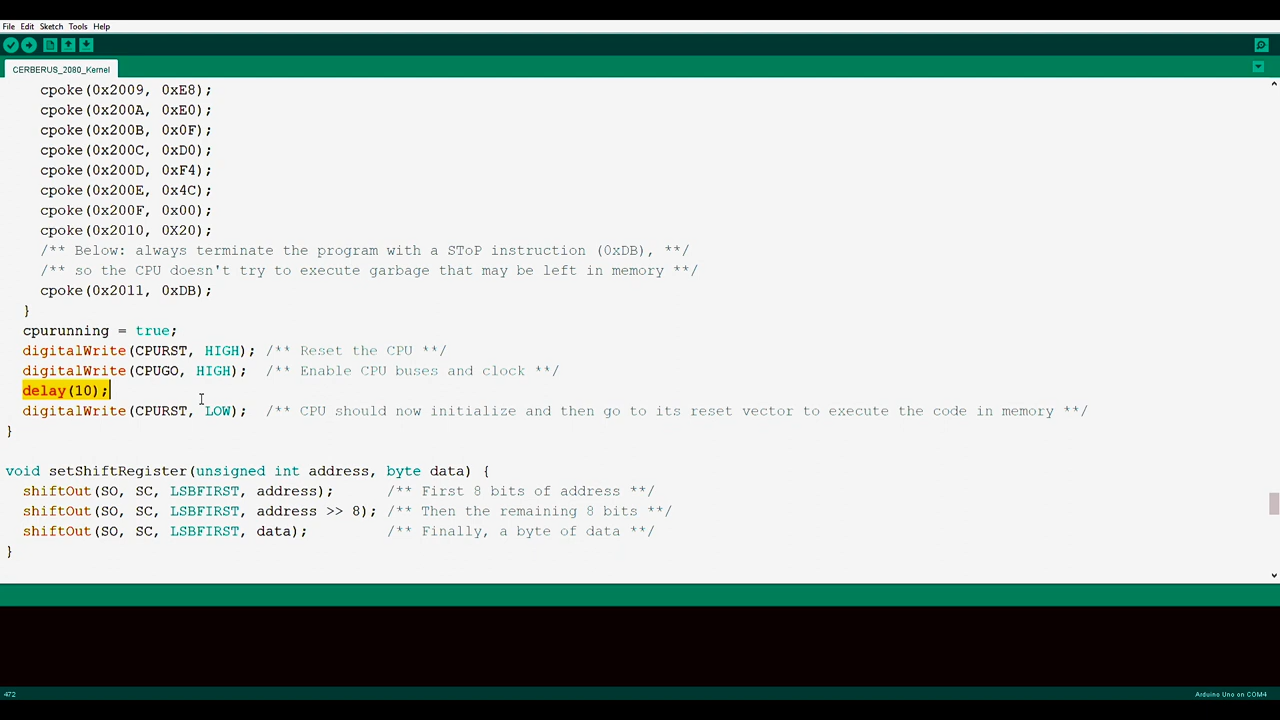 File Edit Sketch Tools Help
CERBERUS_2080_Kernel
cpoke(0x2009, 0xE8);
cpoke(0x200A, 0xE0);
cpoke(0x200B, 0x0F);
cpoke(0x200C, 0xD0);
cpoke(0x200D, 0xF4);
cpoke(0x200E, 0x4C);
cpoke(0x200F, 0x00);
cpoke(0x2010, 0X20);
/** Below: always terminate the program with a SToP instruction (0xDB), **/
/** so the CPU doesn't try to execute garbage that may be left in memory **/
cpoke(0x2011, 0xDB);
}
cpurunning = true;
digitalWrite(CPURST, HIGH); /** Reset the CPU **/
digitalWrite(CPUGO, HIGH); /** Enable CPU buses and clock **/
delay(10);
digitalWrite(CPURST, LOW); /** CPU should now initialize and then go to its reset vector to execute the code in memory **/
}
void setShiftRegister(unsigned int address, byte data) {
shiftOut(SO, SC, LSBFIRST, address); /** First 8 bits of address **/
shiftOut(SO, SC, LSBFIRST, address >> 8); /** Then the remaining 8 bits **/
shiftOut(SO, SC, LSBFIRST, data); /** Finally, a byte of data **/
}
472 Arduino Uno on COM4